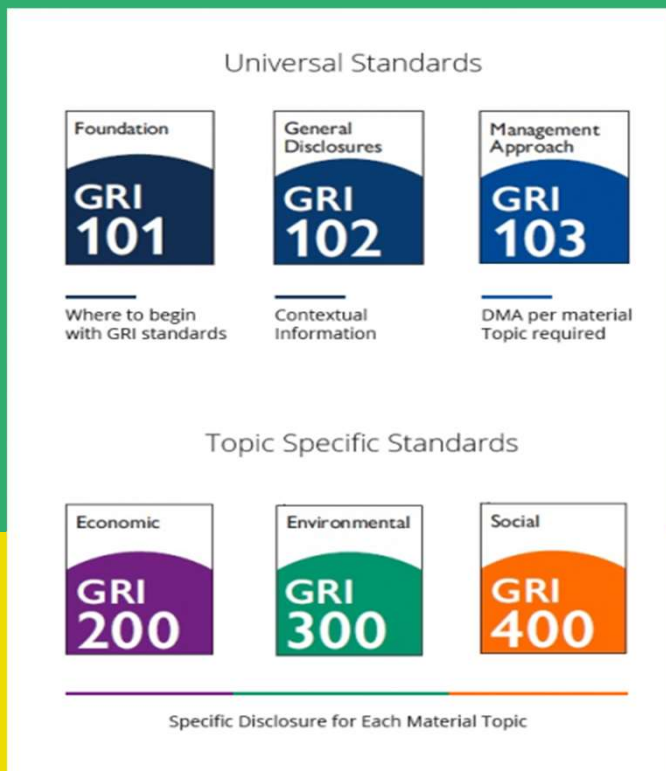 Universal Standards
Foundation
GRI
101
General
Disclosures
GRI
102
Management
Approach
GRI
103
Where to begin
with GRI standards
Contextual
Information
DMA per material
Topic required
Topic Specific Standards
Economic
GRI
200
Environmental
GRI
300
Social
GRI
400
Specific Disclosure for Each Material Topic